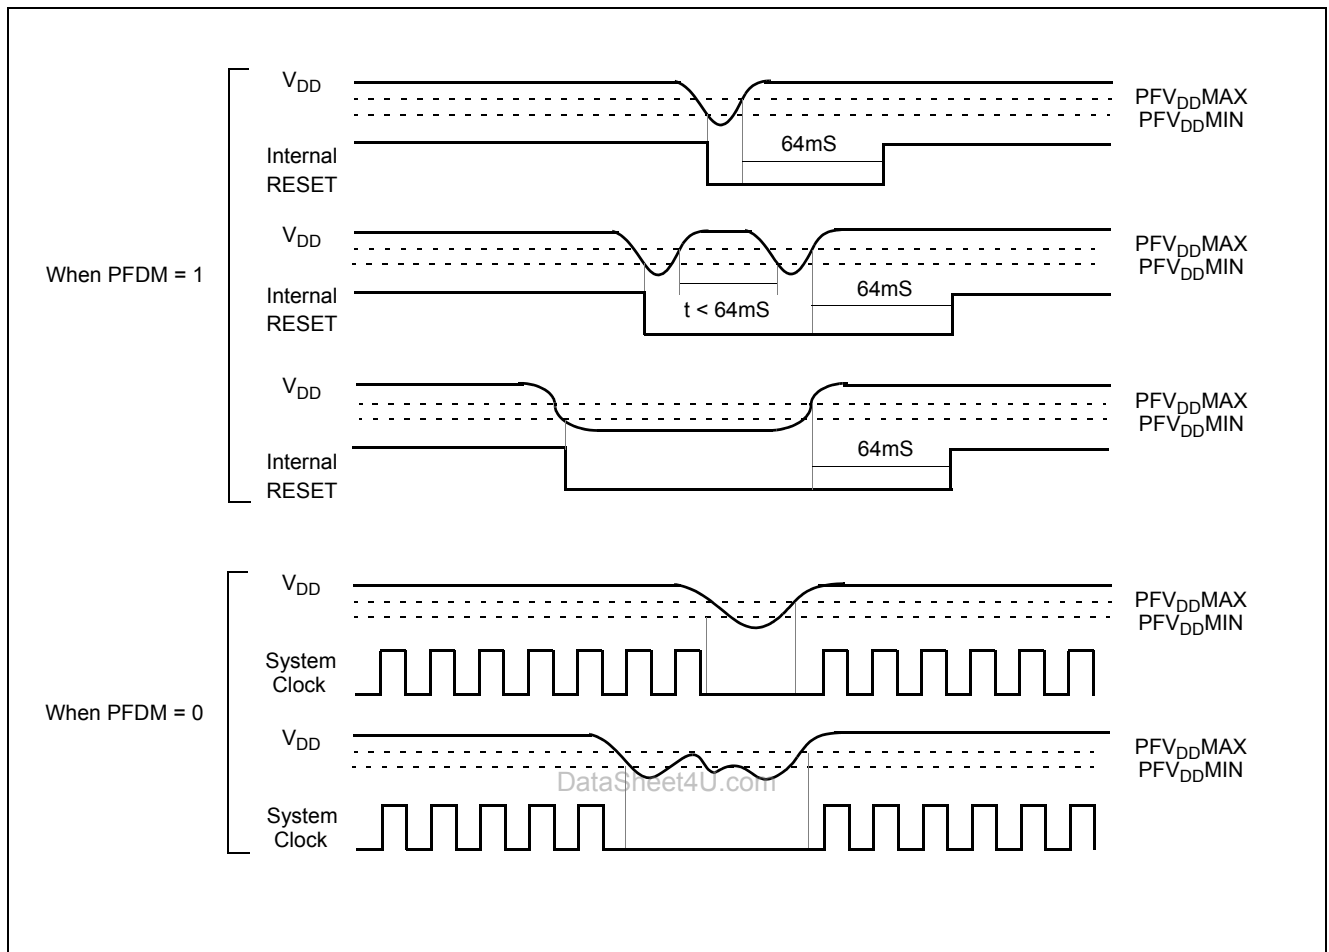 VDD
PFVDDMAX
PFVDDMIN
64mS
Internal
RESET
VDD
PFVDDMAX
PFVDDMIN
When PFDM = 1
Internal
RESET
t < 64mS
64mS
VDD
PFVDDMAX
PFVDDMIN
64mS
Internal
RESET
VDD
PFVDDMAX
PFVDDMIN
System
Clock
When PFDM = 0
VDD
PFVDDMAX
PFVDDMIN
DataSheet4U.com
System
Clock